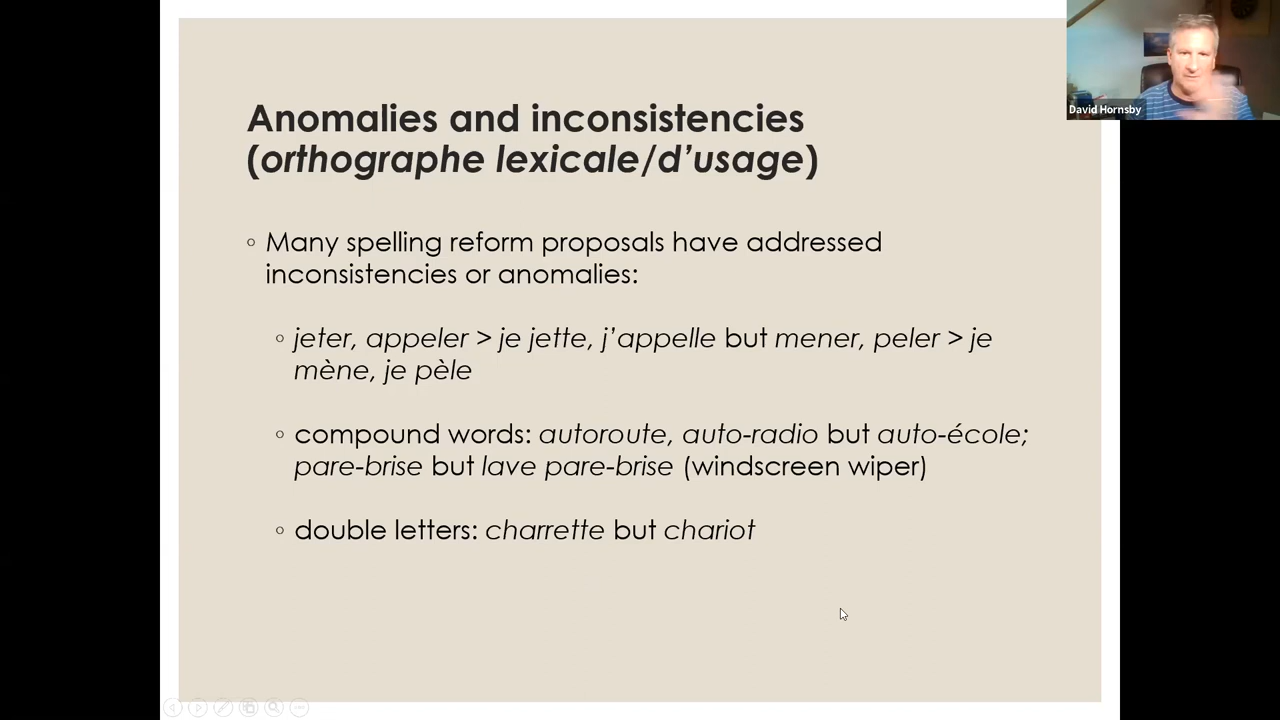 Anomalies and inconsistencies
(orthographe lexicale/d’usage)
Many spelling reform proposals have addressed
inconsistencies or anomalies:
jeter, appeler > je jette, j’appelle but mener, peler > je
mène, je pèle
compound words: autoroute, auto-radio but auto-école;
pare-brise but lave pare-brise (windscreen wiper)
double letters: charrette but chariot
David Hornsby